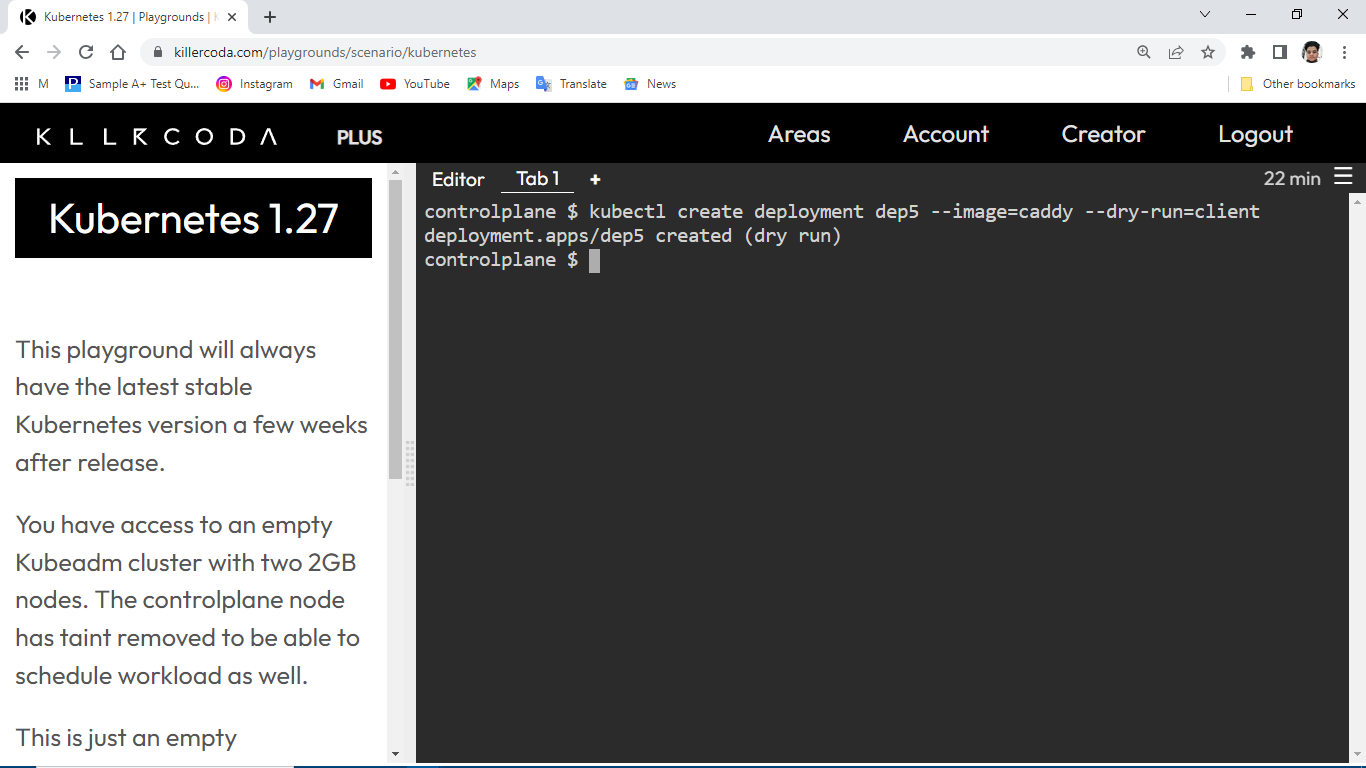 Kubernetes 1.27 | Playgrounds |
killercoda.com/playgrounds/scenario/kubernetes
M
Sample A+ Test Qu...
Instagram
Gmail
YouTube
Maps
Translate
News
Other bookmarks
KILLERCODA PLUS
Areas
Account
Creator
Logout
Kubernetes 1.27
This playground will always
have the latest stable
Kubernetes version a few weeks
after release.
You have access to an empty
Kubeadm cluster with two 2GB
nodes. The controlplane node
has taint removed to be able to
schedule workload as well.
This is just an empty
Editor Tab 1 +
22 min
controlplane $ kubectl create deployment dep5 --image=caddy --dry-run=client
deployment.apps/dep5 created (dry run)
controlplane $